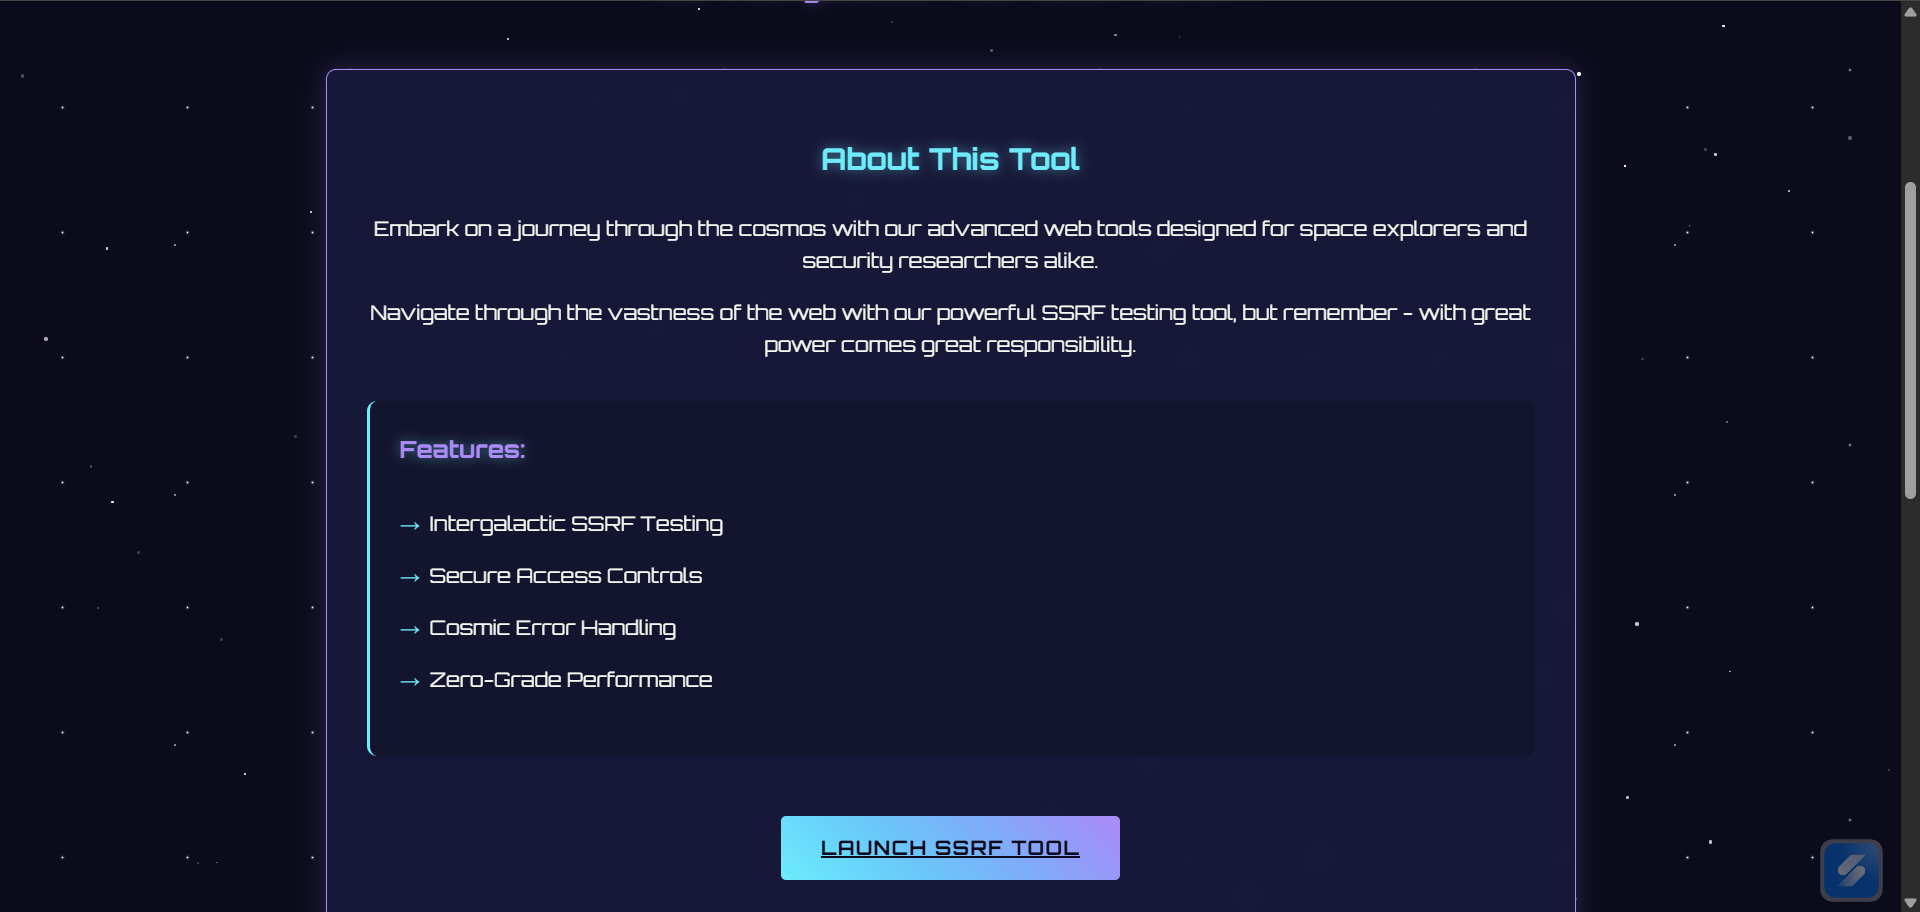 About This Tool
Embark on a journey through the cosmos with our advanced web tools designed for space explorers and
security researchers alike.
Navigate through the vastness of the web with our powerful SSRF testing tool, but remember - with great
power comes great responsibility.
Features:
→ Intergalactic SSRF Testing
→ Secure Access Controls
→ Cosmic Error Handling
→ Zero-Grade Performance
LAUNCH SSRF TOOL